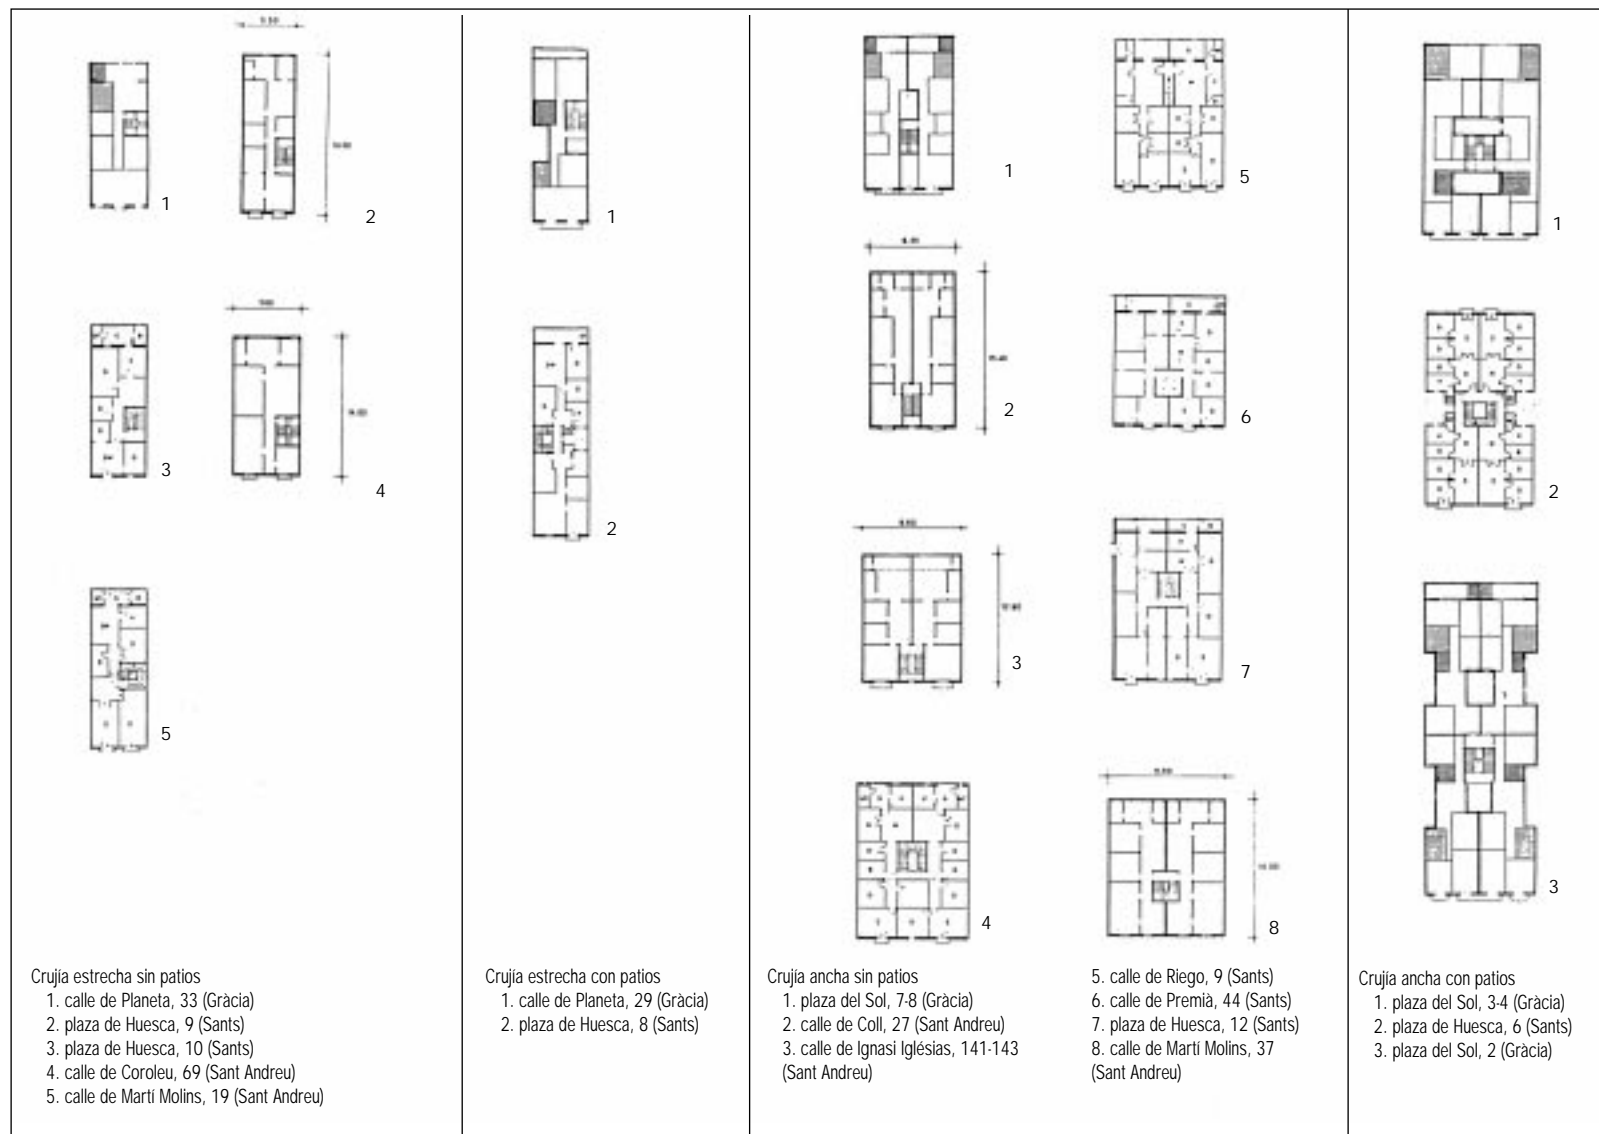 1
2
3
4
5
1
2
1
2
3
4
5
6
7
8
1
2
3
Crujía estrecha sin patios
1. calle de Planeta, 33 (Gràcia)
2. plaza de Huesca, 9 (Sants)
3. plaza de Huesca, 10 (Sants)
4. calle de Coroleu, 69 (Sant Andreu)
5. calle de Martí Molins, 19 (Sant Andreu)
Crujía estrecha con patios
1. calle de Planeta, 29 (Gràcia)
2. plaza de Huesca, 8 (Sants)
Crujía ancha sin patios
1. plaza del Sol, 7-8 (Gràcia)
2. calle de Coll, 27 (Sant Andreu)
3. calle de Ignasi Iglésias, 141-143
(Sant Andreu)
5. calle de Riego, 9 (Sants)
6. calle de Premià, 44 (Sants)
7. plaza de Huesca, 12 (Sants)
8. calle de Martí Molins, 37
(Sant Andreu)
Crujía ancha con patios
1. plaza del Sol, 3-4 (Gràcia)
2. plaza de Huesca, 6 (Sants)
3. plaza del Sol, 2 (Gràcia)